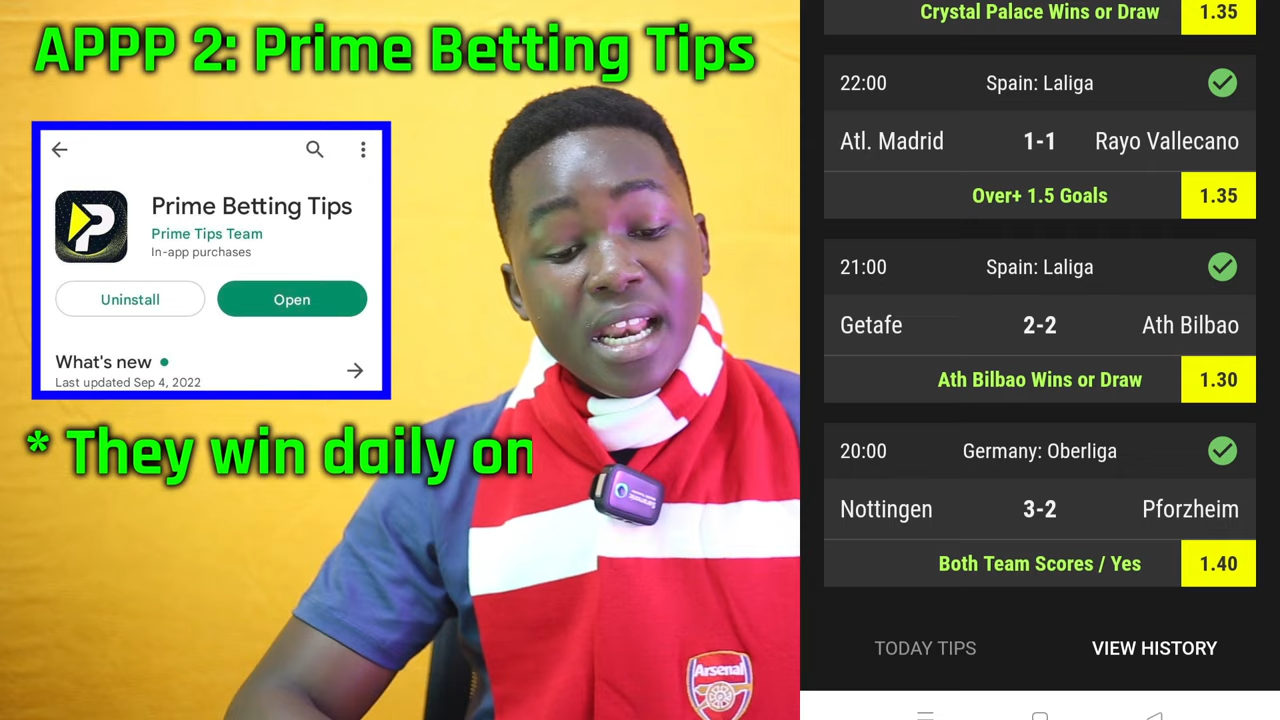 APPP 2: Prime Betting Tips
Prime Betting Tips
Prime Tips Team
In-app purchases
Uninstall
Open
What's new
Last updated Sep 4, 2022
* They win daily on
Arsenal
Crystal Palace Wins or Draw 1.35
22:00 Spain: Laliga
Atl. Madrid 1-1 Rayo Vallecano
Over+ 1.5 Goals 1.35
21:00 Spain: Laliga
Getafe 2-2 Ath Bilbao
Ath Bilbao Wins or Draw 1.30
20:00 Germany: Oberliga
Nottingen 3-2 Pforzheim
Both Team Scores / Yes 1.40
TODAY TIPS VIEW HISTORY